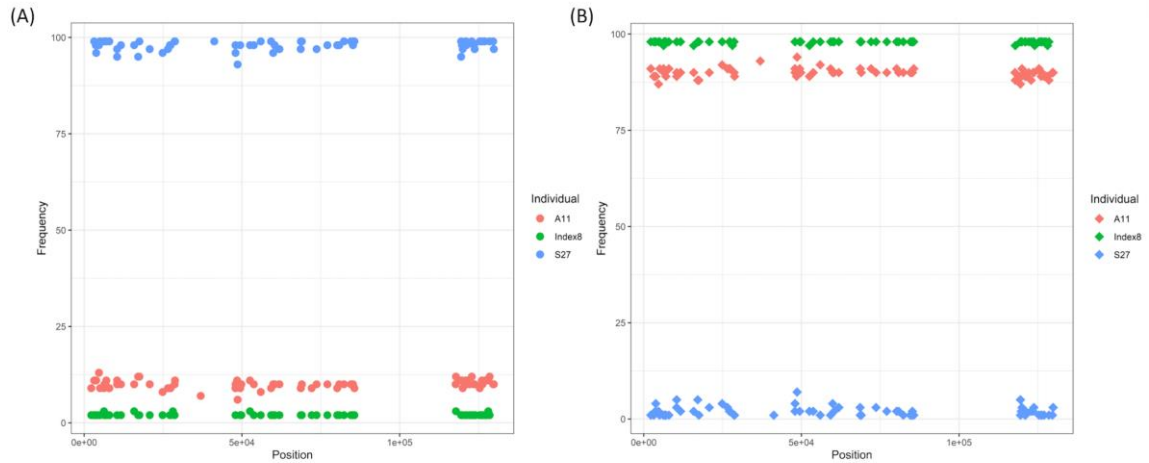 (A)
100
75
50
25
0
0e+00
5e+04
1e+05
Frequency
Position
Individual
A11
Index8
S27
(B)
100
75
50
25
0
0e+00
5e+04
1e+05
Frequency
Position
Individual
A11
Index8
S27